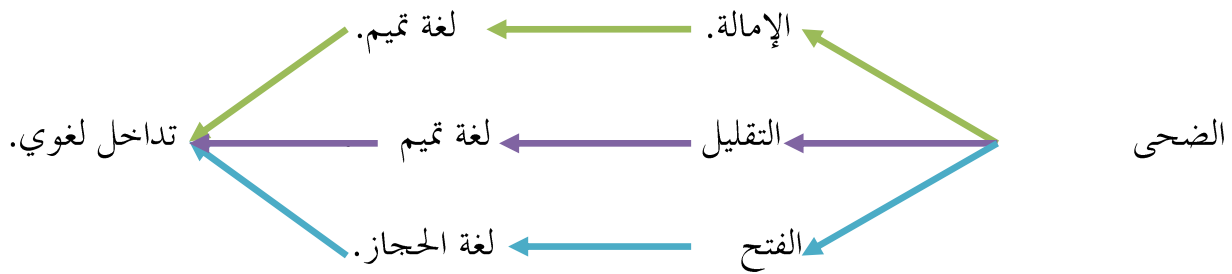 الإمالة. لغة تميم.
الضحى التقليل لغة تميم تداخل لغوي.
الفتح لغة الحجاز.